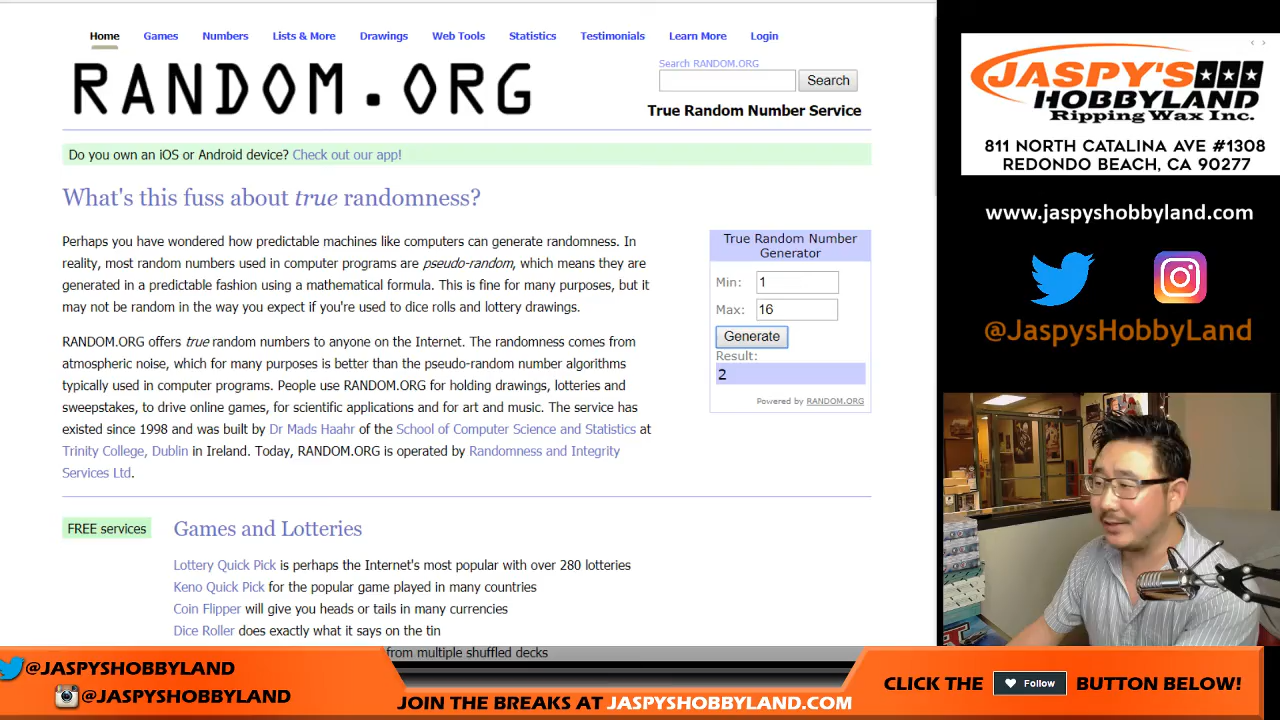 Home Games Numbers Lists & More Drawings Web Tools Statistics Testimonials Learn More Login
RANDOM.ORG
Search RANDOM.ORG
Search
True Random Number Service
Do you own an iOS or Android device? Check out our app!
What's this fuss about true randomness?
Perhaps you have wondered how predictable machines like computers can generate randomness. In
reality, most random numbers used in computer programs are pseudo-random, which means they are
generated in a predictable fashion using a mathematical formula. This is fine for many purposes, but it
may not be random in the way you expect if you're used to dice rolls and lottery drawings.
RANDOM.ORG offers true random numbers to anyone on the Internet. The randomness comes from
atmospheric noise, which for many purposes is better than the pseudo-random number algorithms
typically used in computer programs. People use RANDOM.ORG for holding drawings, lotteries and
sweepstakes, to drive online games, for scientific applications and for art and music. The service has
existed since 1998 and was built by Dr Mads Haahr of the School of Computer Science and Statistics at
Trinity College, Dublin in Ireland. Today, RANDOM.ORG is operated by Randomness and Integrity
Services Ltd.
True Random Number
Generator
Min: 1
Max: 16
Generate
Result:
2
Powered by RANDOM.ORG
FREE services
Games and Lotteries
Lottery Quick Pick is perhaps the Internet's most popular with over 280 lotteries
Keno Quick Pick for the popular game played in many countries
Coin Flipper will give you heads or tails in many currencies
Dice Roller does exactly what it says on the tin
from multiple shuffled decks
JASPY'S
HOBBYLAND
Ripping Wax Inc.
811 NORTH CATALINA AVE #1308
REDONDO BEACH, CA 90277
www.jaspyshobbyland.com
@JaspysHobbyLand
@JASPYSHOBBYLAND
@JASPYSHOBBYLAND
JOIN THE BREAKS AT JASPYSHOBBYLAND.COM
CLICK THE Follow BUTTON BELOW!